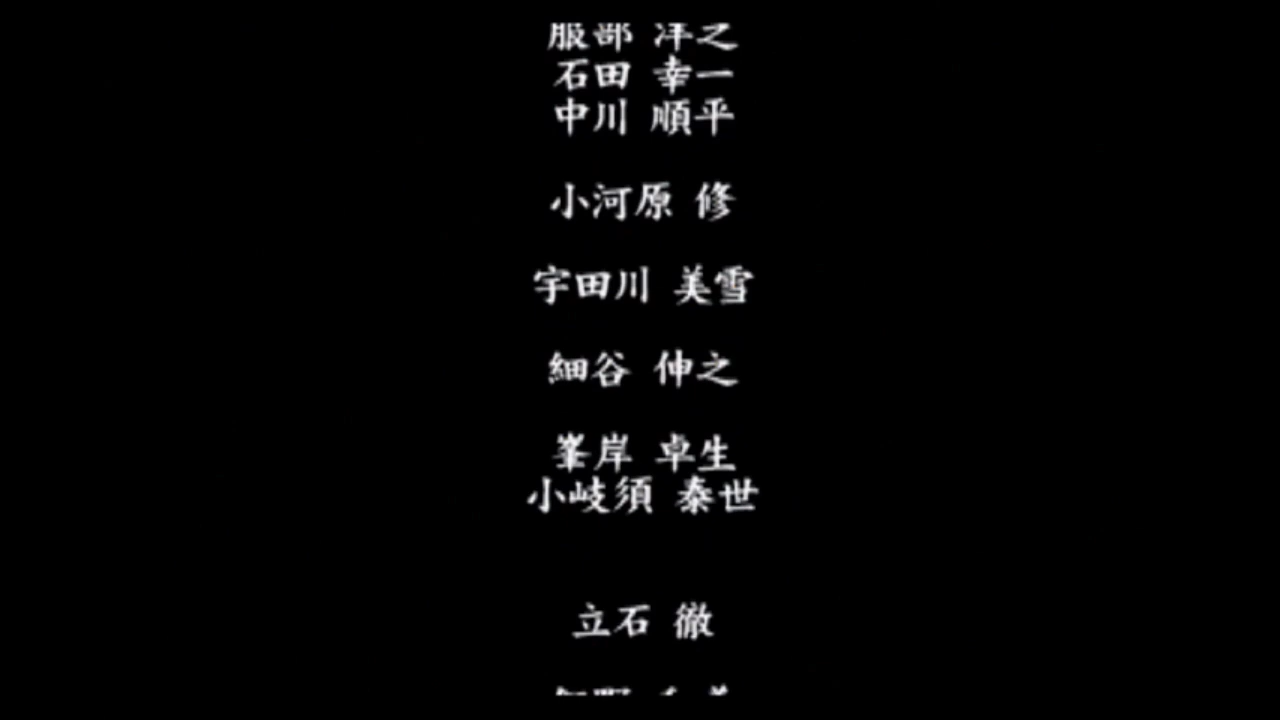 服部 洋之
石田 幸一
中川 順平
小河原 修
宇田川 美雪
細谷 伸之
峯岸 卓生
小岐須 泰世
立石 徹